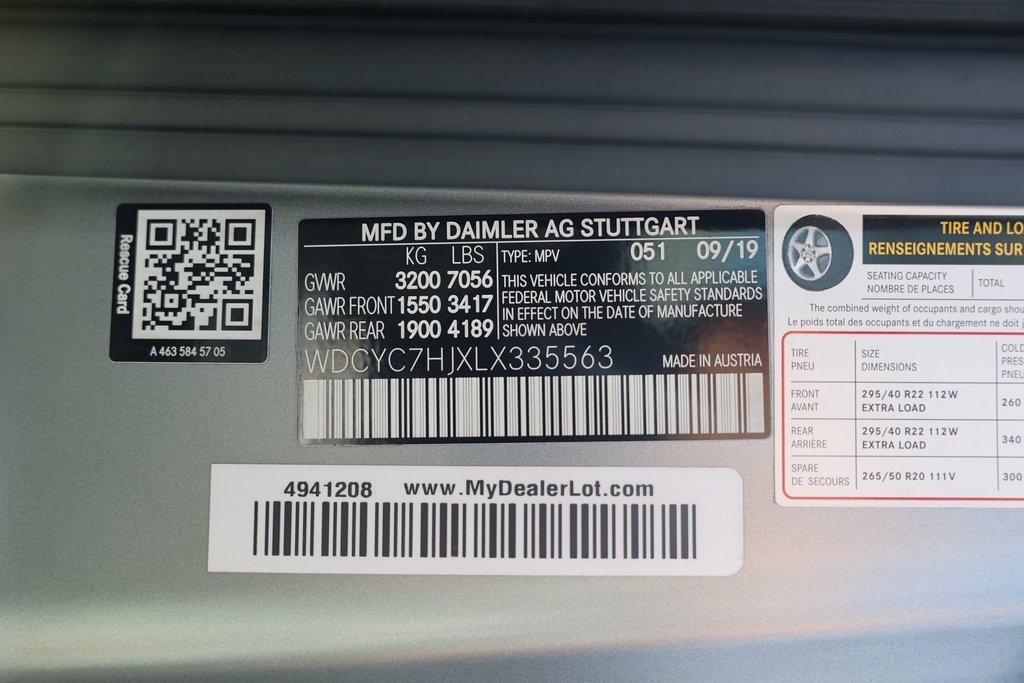 Rescue Card
A 463 584 57 05
MFD BY DAIMLER AG STUTTGART
KG LBS
GVWR 3200 7056
GAWR FRONT 1550 3417
GAWR REAR 1900 4189
TYPE: MPV 051 09/19
THIS VEHICLE CONFORMS TO ALL APPLICABLE
FEDERAL MOTOR VEHICLE SAFETY STANDARDS
IN EFFECT ON THE DATE OF MANUFACTURE
SHOWN ABOVE
WDCYC7HJXLX335563 MADE IN AUSTRIA
4941208 www.MyDealerLot.com
TIRE AND LO
RENSEIGNEMENTS SUR
SEATING CAPACITY
NOMBRE DE PLACES
TOTAL
The combined weight of occupants and cargo shou
Le poids total des occupants et du chargement ne doit
TIRE
PNEU
SIZE
DIMENSIONS
COLD
PRES
PNEU
FRONT
AVANT
295/40 R22 112W
EXTRA LOAD
260
REAR
ARRIÈRE
295/40 R22 112W
EXTRA LOAD
340
SPARE
DE SECOURS
265/50 R20 111V
300